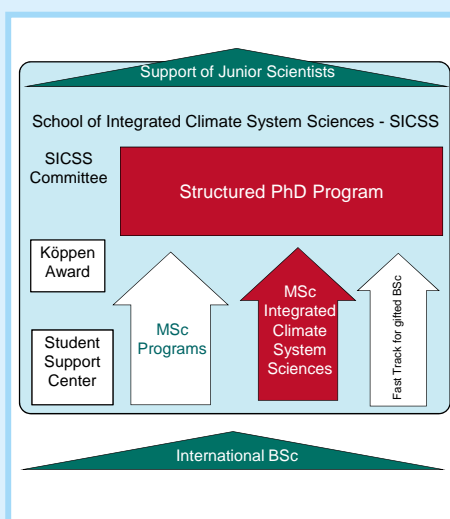 Support of Junior Scientists
School of Integrated Climate System Sciences - SICSS
SICSS
Committee
Structured PhD Program
Köppen
Award
Student
Support
Center
MSc
Programs
MSc
Integrated
Climate
System
Sciences
Fast Track for gifted BSc
International BSc